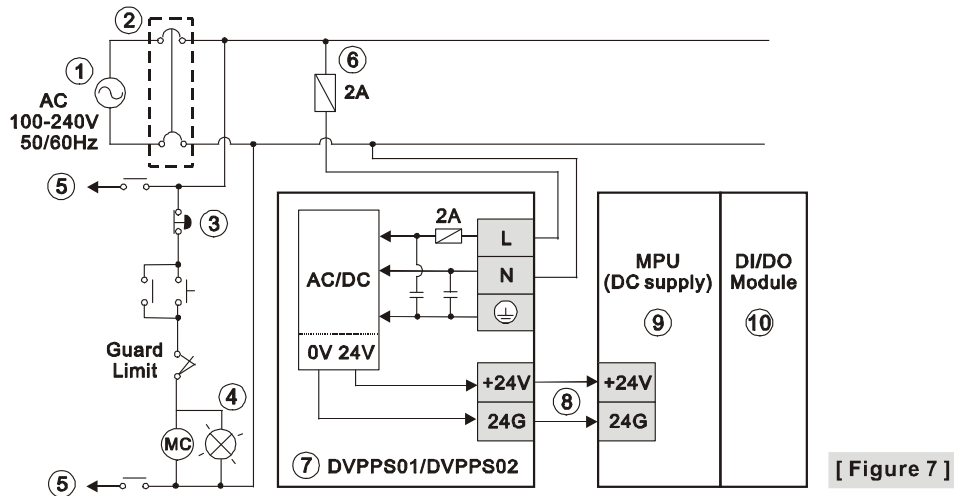 ②
①
AC
100-240V
50/60Hz
⑥
2A
⑤
③
Guard
Limit
④
MC
⑤
2A
L
N
AC/DC
0V 24V
+24V
24G
⑦ DVPPS01/DVPPS02
⑧
MPU
(DC supply)
⑨
+24V
24G
DI/DO
Module
⑩
[ Figure 7 ]